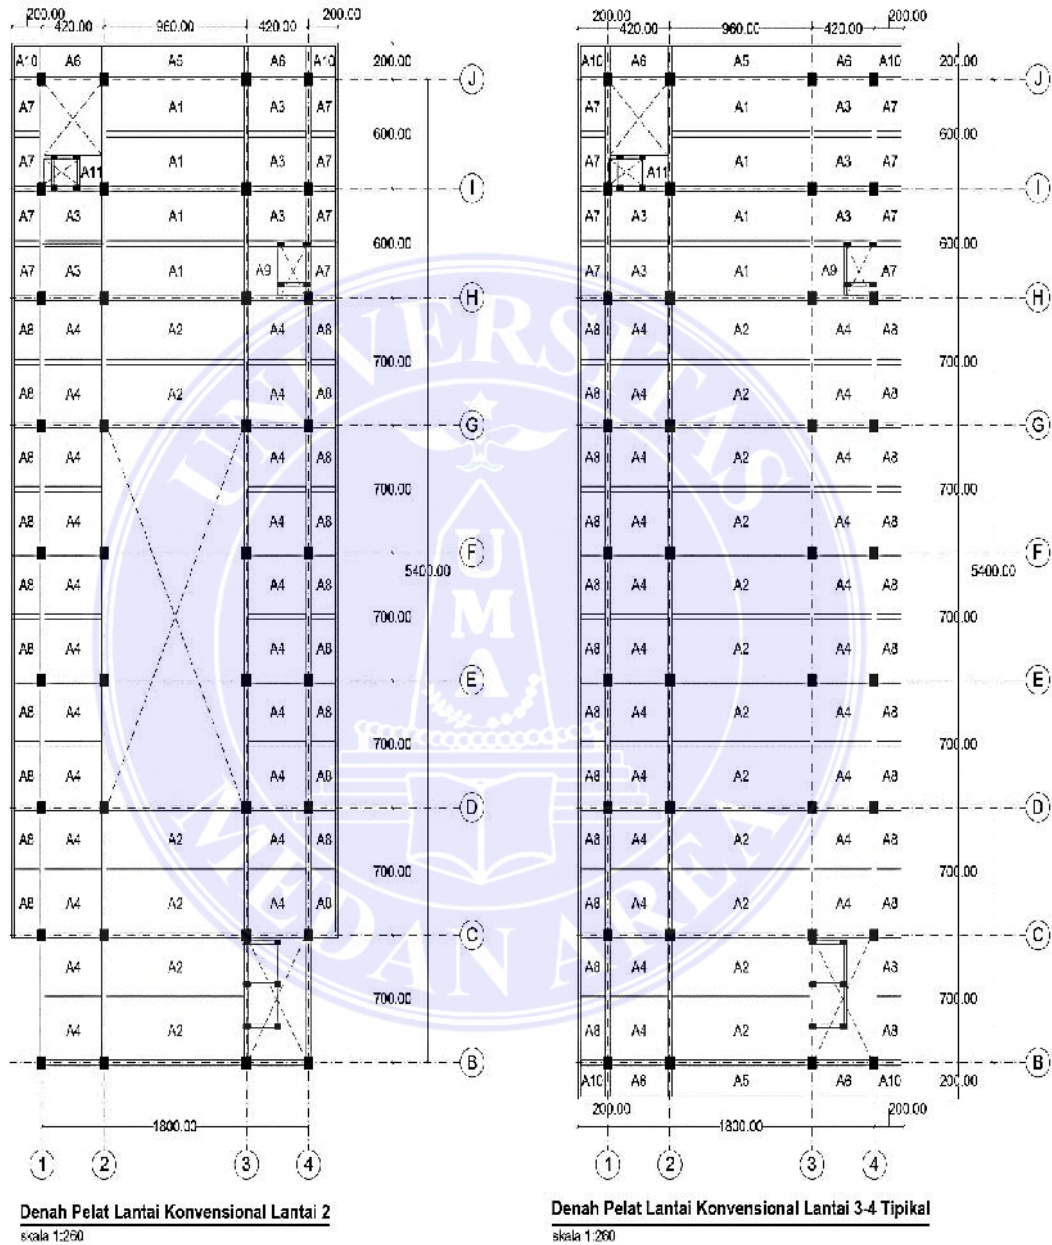 200.00 200.00 200.00 200.00
420.00 960.00 420.00 420.00 960.00 420.00
A10 A6 A5 A6 A10 200.00 A10 A6 A5 A6 A10 200.00
J J
A7 A1 A3 A7 A7 A1 A3 A7
600.00 600.00
A7 A11 A1 A3 A7 A7 A11 A1 A3 A7
I I
A7 A3 A1 A3 A7 A7 A3 A1 A3 A7
600.00 600.00
A7 A3 A1 A9 A7 A7 A3 A1 A9 A7
H H
A8 A4 A2 A4 A8 A8 A4 A2 A4 A8
700.00 700.00
A8 A4 A2 A4 A8 A8 A4 A2 A4 A8
G G
A8 A4 A4 A8 A8 A4 A2 A4 A8
700.00 700.00
A8 A4 A4 A8 A8 A4 A2 A4 A8
F F
5400.00 5400.00
A8 A4 A4 A8 A8 A4 A2 A4 A8
700.00 700.00
A8 A4 A4 A8 A8 A4 A2 A4 A8
E E
A8 A4 A4 A8 A8 A4 A2 A4 A8
700.00 700.00
A8 A4 A4 A8 A8 A4 A2 A4 A8
D D
A8 A4 A2 A4 A8 A8 A4 A2 A4 A8
700.00 700.00
A8 A4 A2 A4 A8 A8 A4 A2 A4 A8
C C
A4 A2 A8 A4 A2 A8
700.00 700.00
A4 A2 A8 A4 A2 A8
B B
A10 A6 A5 A6 A10 200.00
200.00 200.00
1800.00 1800.00
1 2 3 4 1 2 3 4
Denah Pelat Lantai Konvensional Lantai 2
skala 1:260
Denah Pelat Lantai Konvensional Lantai 3-4 Tipikal
skala 1:260
UNIVERSITAS
UMA
MEDAN AREA